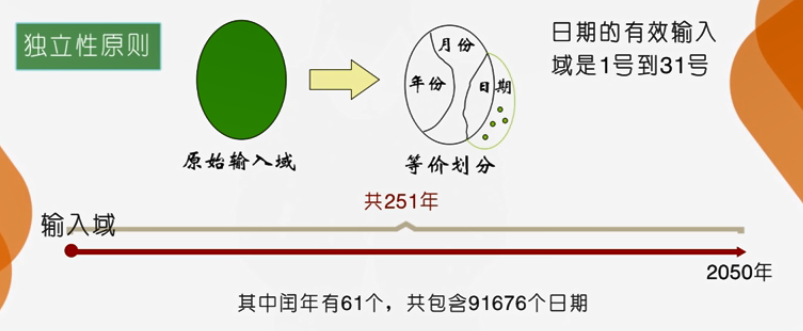 独立性原则
日期的有效输入
域是1号到31号
月份
年份
日期
原始输入域
等价划分
共251年
输入域
2050年
其中闰年有61个，共包含91676个日期